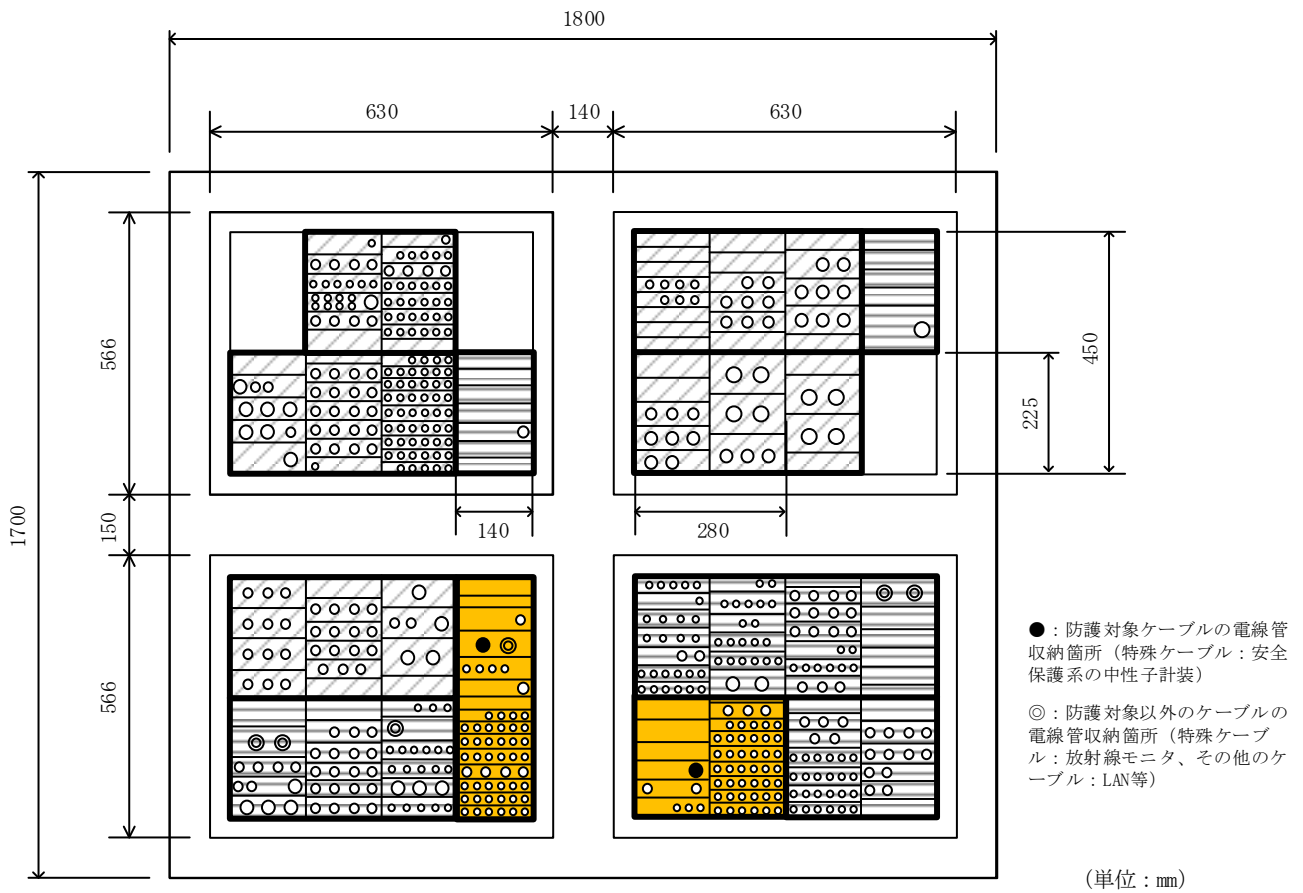 1800
630
140
630
1700
566
150
566
450
225
140
280
●：防護対象ケーブルの電線管
収納箇所（特殊ケーブル：安全
保護系の中性子計装）
◎：防護対象以外のケーブルの
電線管収納箇所（特殊ケーブ
ル：放射線モニタ、その他のケ
ーブル：LAN等）
（単位：mm）